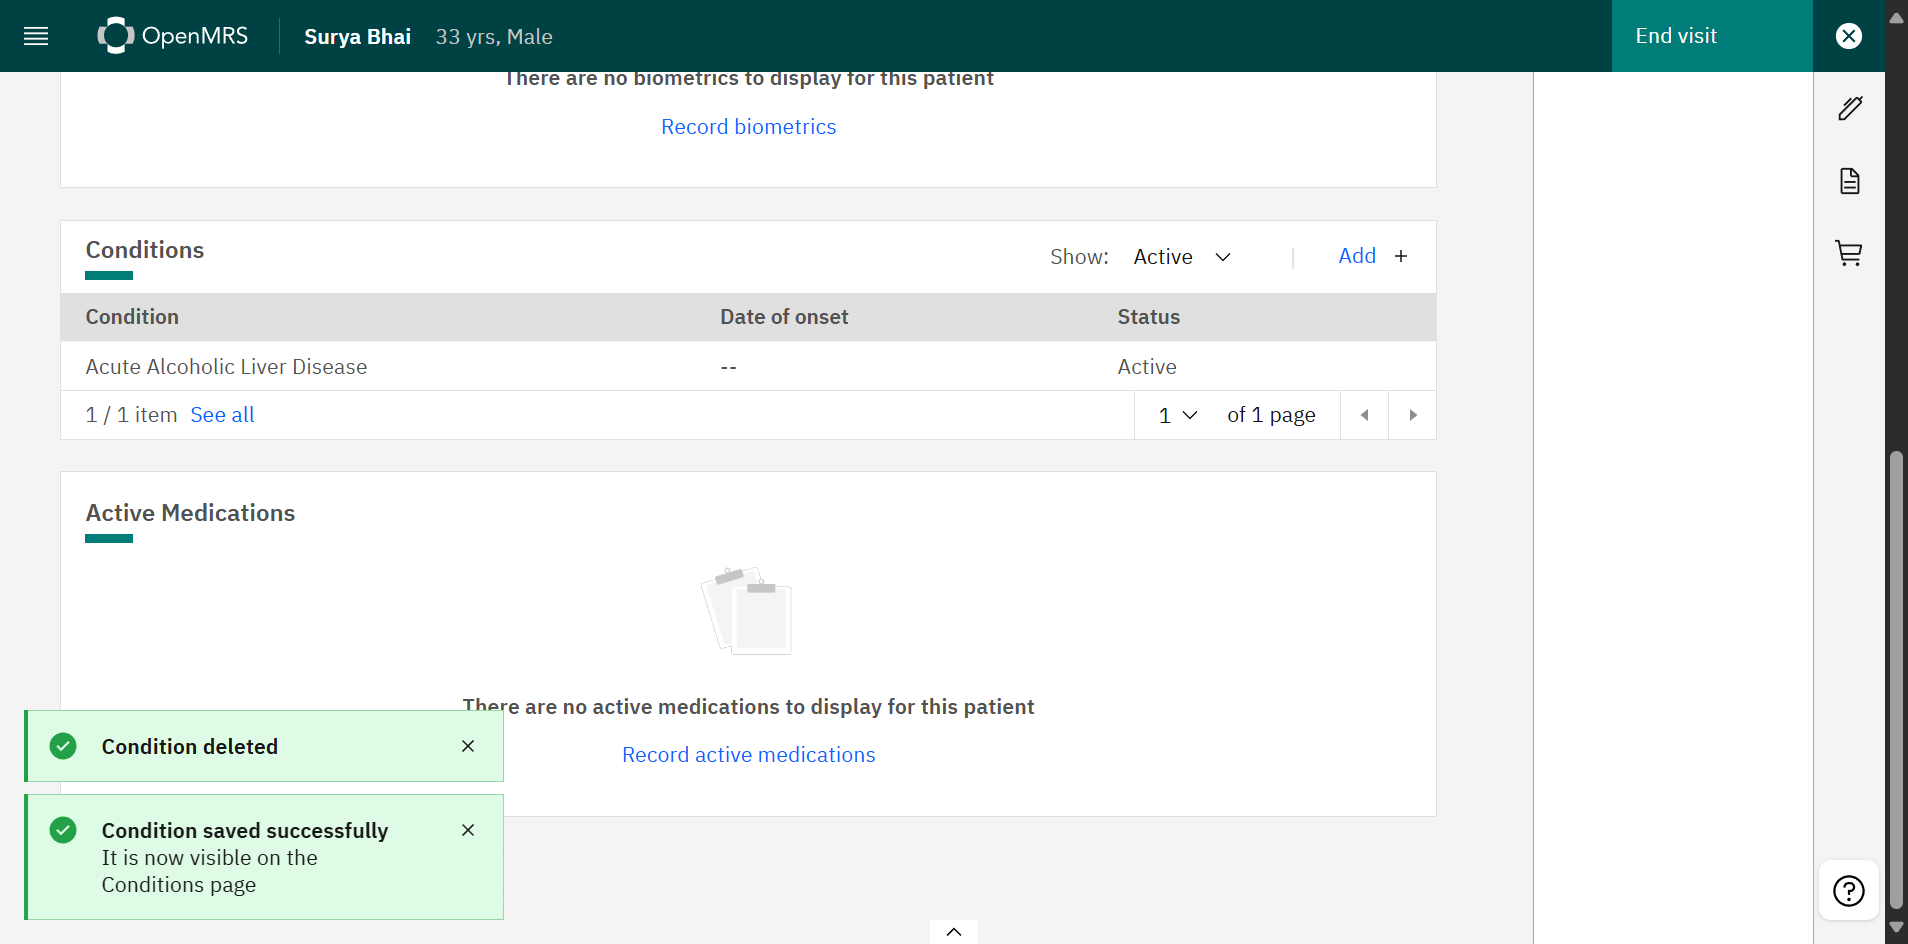 OpenMRS
Surya Bhai 33 yrs, Male
End visit
There are no biometrics to display for this patient
Record biometrics
Conditions
Show: Active
Add
Condition Date of onset Status
Acute Alcoholic Liver Disease -- Active
1 / 1 item See all
1 of 1 page
Active Medications
There are no active medications to display for this patient
Record active medications
Condition deleted
Condition saved successfully
It is now visible on the
Conditions page